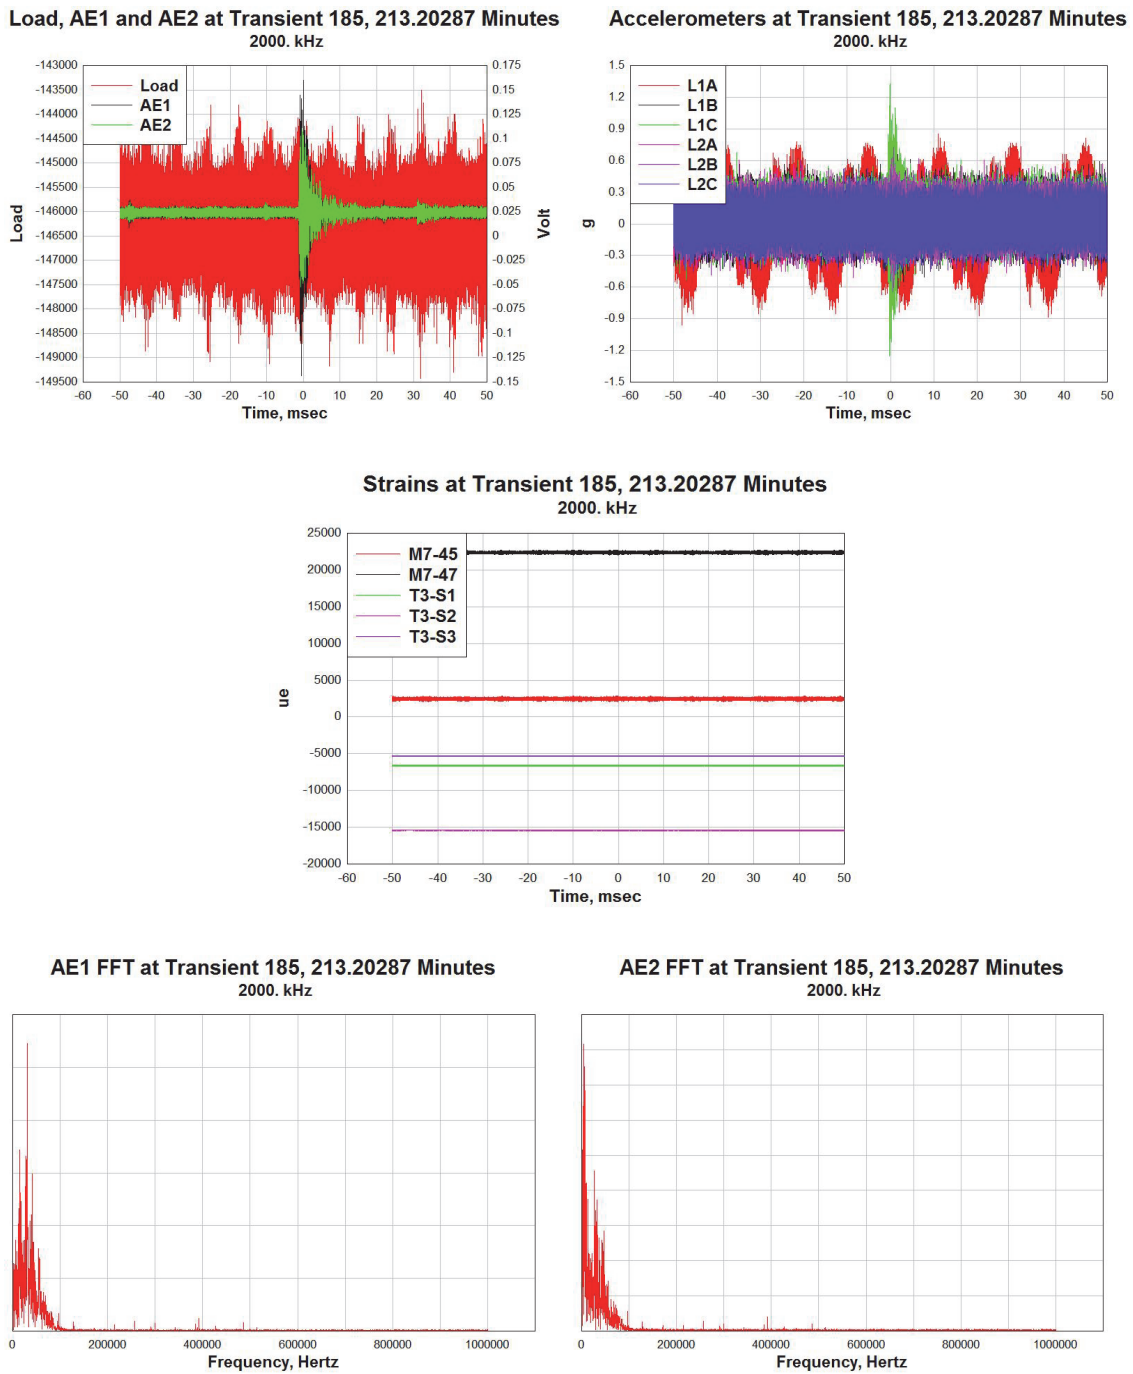 Load, AE1 and AE2 at Transient 185, 213.20287 Minutes
2000. kHz
-143000
-143500
-144000
-144500
-145000
-145500
-146000
-146500
-147000
-147500
-148000
-148500
-149000
-149500
Load
Load
AE1
AE2
0.175
0.15
0.125
0.1
0.075
0.05
0.025
0
-0.025
-0.05
-0.075
-0.1
-0.125
-0.15
Volt
-60 -50 -40 -30 -20 -10 0 10 20 30 40 50
Time, msec
Accelerometers at Transient 185, 213.20287 Minutes
2000. kHz
1.5
1.2
0.9
0.6
0.3
0
-0.3
-0.6
-0.9
-1.2
-1.5
g
L1A
L1B
L1C
L2A
L2B
L2C
-60 -50 -40 -30 -20 -10 0 10 20 30 40 50
Time, msec
Strains at Transient 185, 213.20287 Minutes
2000. kHz
25000
20000
15000
10000
5000
0
-5000
-10000
-15000
-20000
ue
M7-45
M7-47
T3-S1
T3-S2
T3-S3
-60 -50 -40 -30 -20 -10 0 10 20 30 40 50
Time, msec
AE1 FFT at Transient 185, 213.20287 Minutes
2000. kHz
0 200000 400000 600000 800000 1000000
Frequency, Hertz
AE2 FFT at Transient 185, 213.20287 Minutes
2000. kHz
0 200000 400000 600000 800000 1000000
Frequency, Hertz